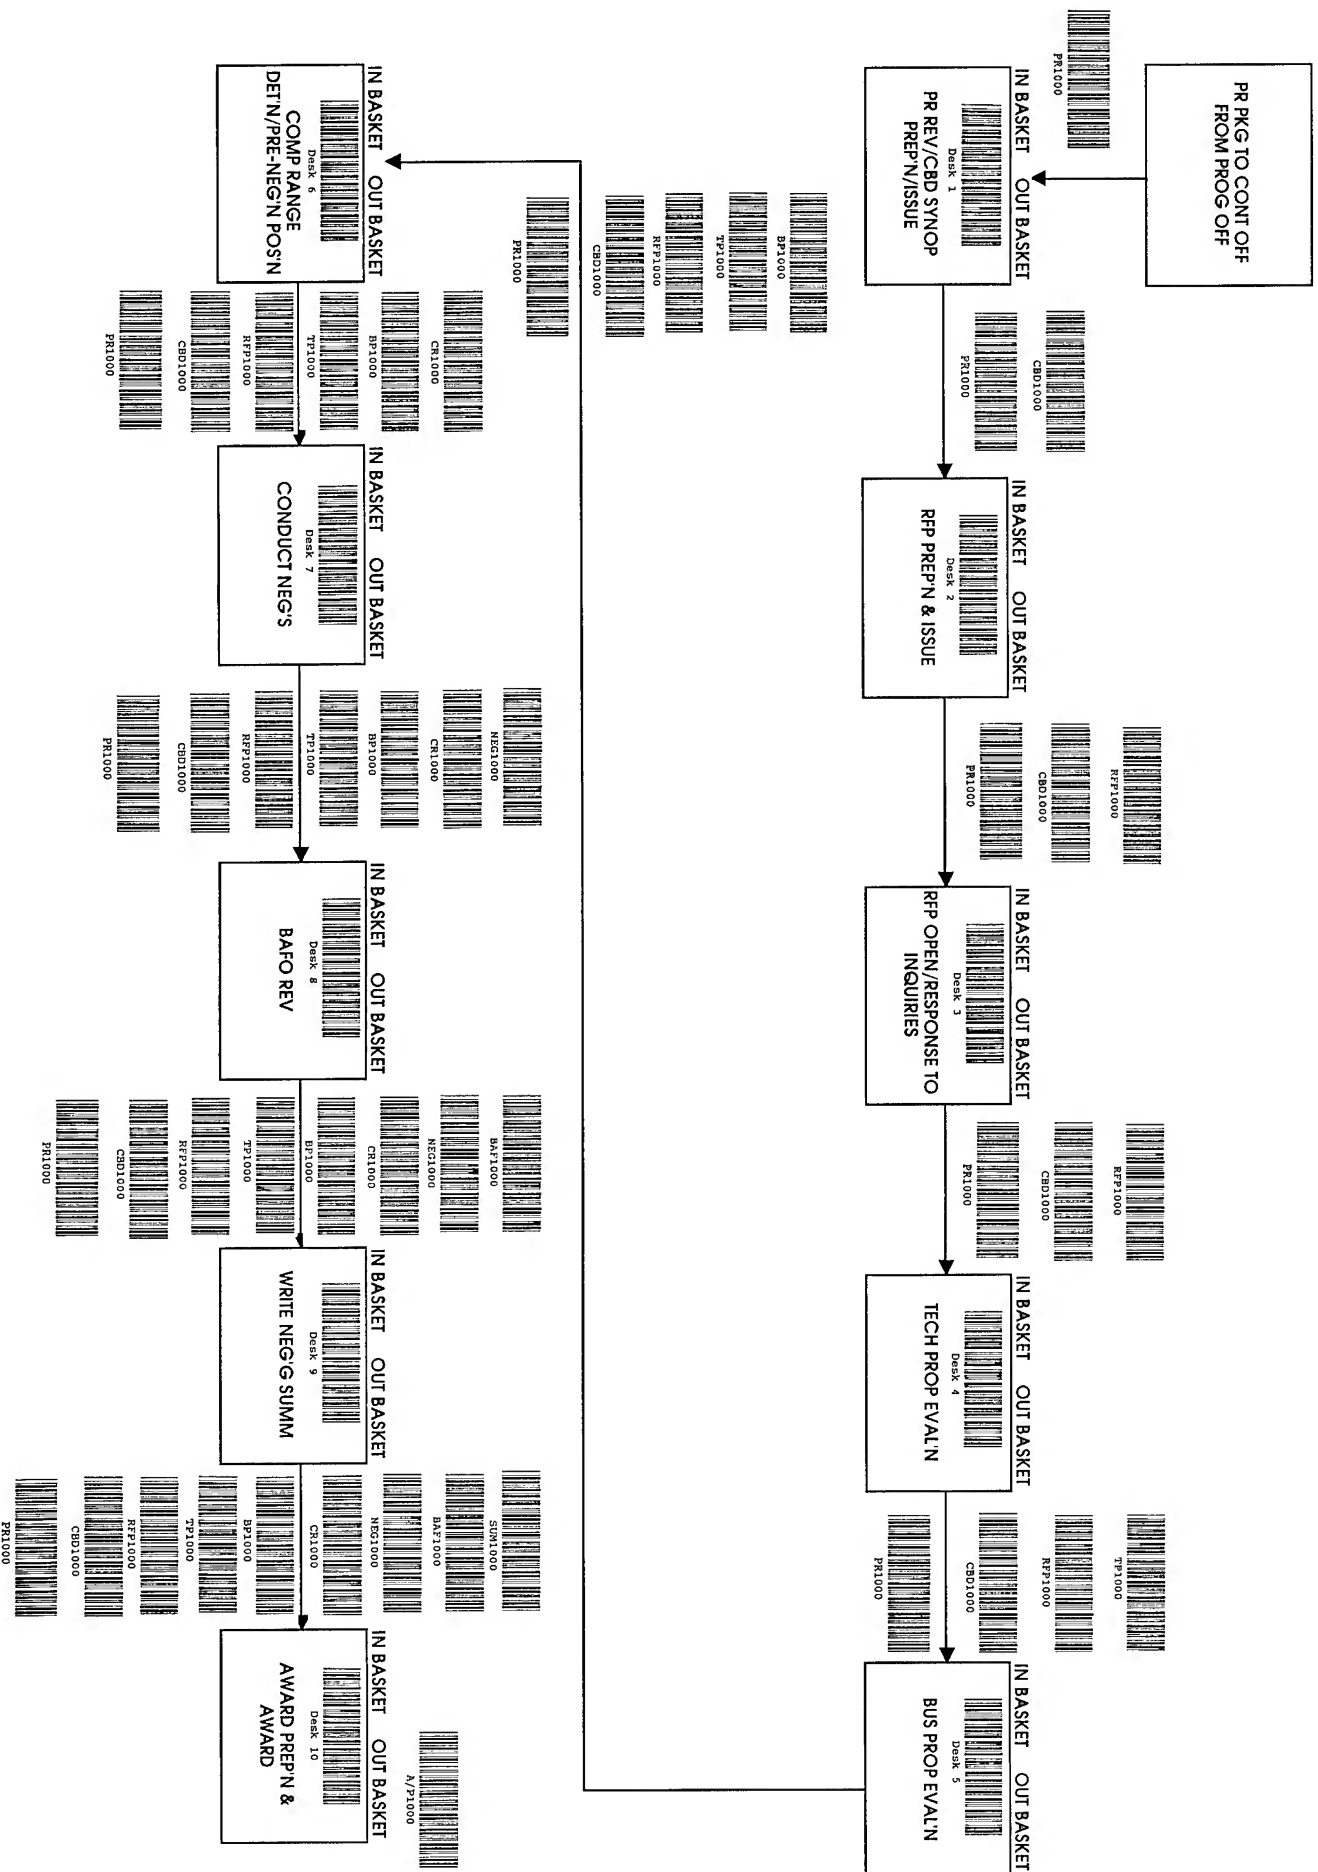 PR PKG TO CONT OFF
FROM PROG OFF
PR1000
IN BASKET OUT BASKET
Desk 1
PR REV/CBD SYNOP
PREP'N/ISSUE
CBD1000
PR1000
IN BASKET OUT BASKET
Desk 2
RFP PREP'N & ISSUE
RFP1000
CBD1000
PR1000
IN BASKET OUT BASKET
Desk 3
RFP OPEN/RESPONSE TO
INQUIRIES
RFP1000
CBD1000
PR1000
IN BASKET OUT BASKET
Desk 4
TECH PROP EVAL'N
TP1000
RFP1000
CBD1000
PR1000
IN BASKET OUT BASKET
Desk 5
BUS PROP EVAL'N
BP1000
TP1000
RFP1000
CBD1000
PR1000
IN BASKET OUT BASKET
Desk 6
COMP RANGE
DET'N/PRE-NEG'N POS'N
CR1000
BP1000
TP1000
RFP1000
CBD1000
PR1000
IN BASKET OUT BASKET
Desk 7
CONDUCT NEG'S
NEG1000
CR1000
BP1000
TP1000
RFP1000
CBD1000
PR1000
IN BASKET OUT BASKET
Desk 8
BAFO REV
BAF1000
NEG1000
CR1000
BP1000
TP1000
RFP1000
CBD1000
PR1000
IN BASKET OUT BASKET
Desk 9
WRITE NEG'G SUMM
SUM1000
BAF1000
NEG1000
CR1000
BP1000
TP1000
RFP1000
CBD1000
PR1000
IN BASKET OUT BASKET
Desk 10
AWARD PREP'N &
AWARD
A/P1000